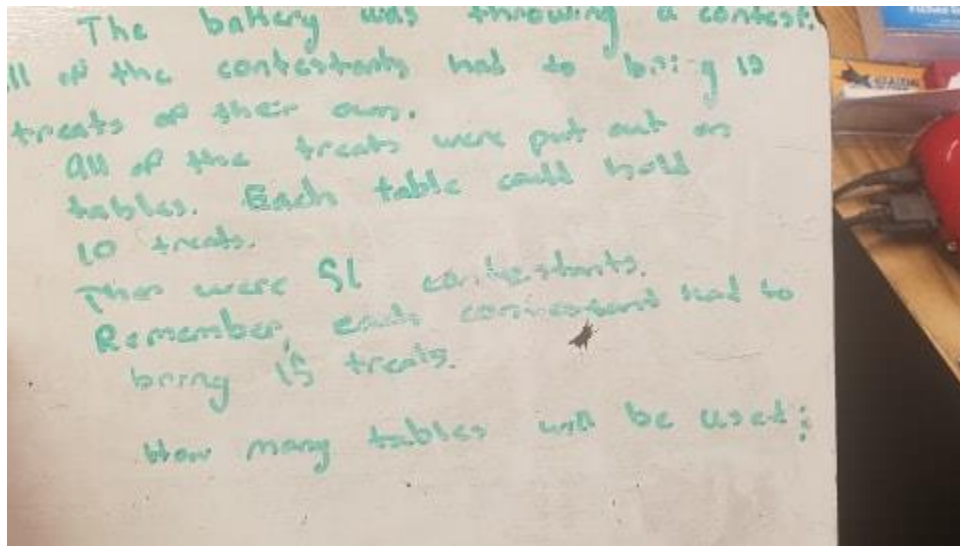 The bakery was throwing a contest.
ll of the contestants had to bring 15
treats of their own.
all of the treats were put out on
tables. Each table could hold
10 treats.
were 51 contestants.
Remember, each contestant had to
bring 15 treats.
How many tables will be used: